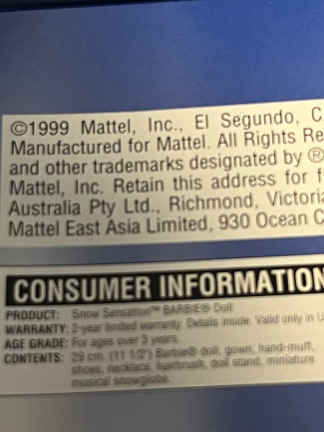 ©1999 Mattel, Inc., El Segundo, C
Manufactured for Mattel. All Rights Re
and other trademarks designated by ®
Mattel, Inc. Retain this address for f
Australia Pty Ltd., Richmond, Victoria
Mattel East Asia Limited, 930 Ocean C
CONSUMER INFORMATION
PRODUCT: Snow Sensation™ BARBIE® Doll
WARRANTY: 2-year limited warranty. Details inside. Valid only in U
AGE GRADE: For ages over 3 years.
CONTENTS: 29 cm. (11 1/2") Barbie® doll, gown, hand-muff,
shoes, necklace, hairbrush, doll stand, miniature
musical snowglobe.